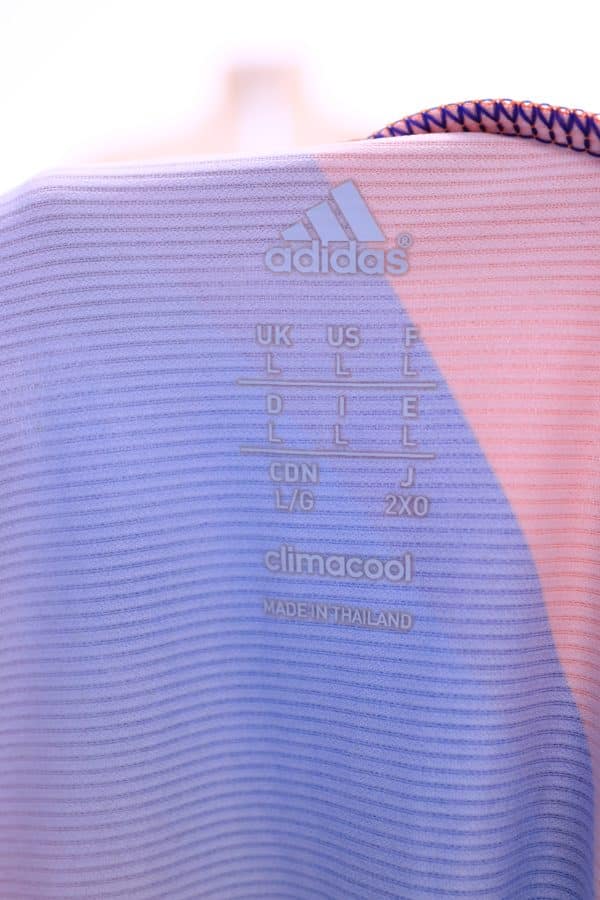 adidas®
UK US F
L L L
D I E
L L L
CDN J
L/G 2XO
climacool
MADE IN THAILAND